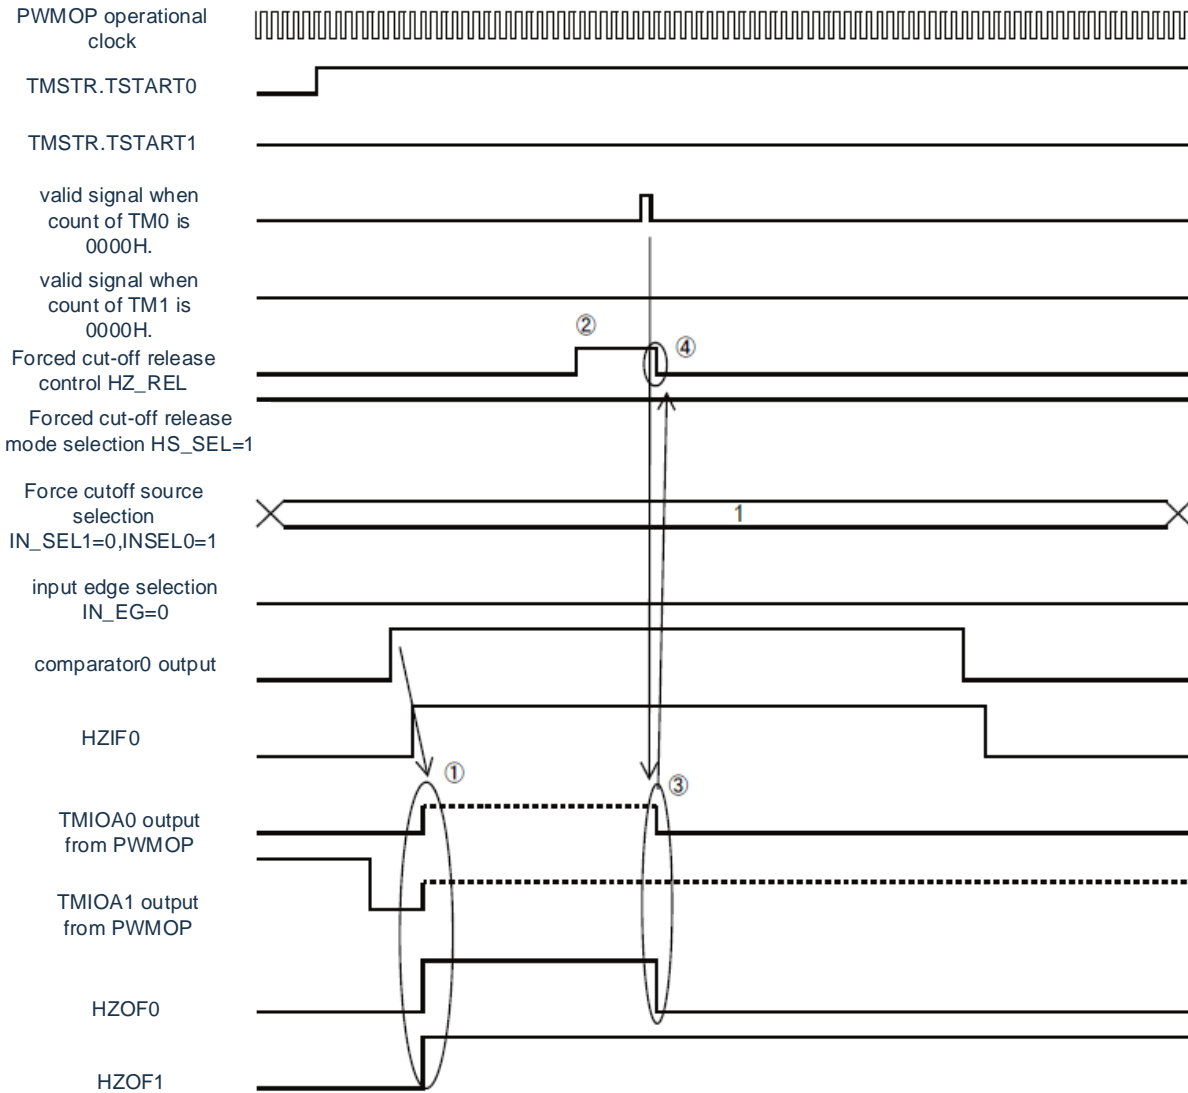 PWMOP operational
clock
TMSTR.TSTART0
TMSTR.TSTART1
valid signal when
count of TM0 is
0000H.
valid signal when
count of TM1 is
0000H.
②
Forced cut-off release
control HZ_REL
④
Forced cut-off release
mode selection HS_SEL=1
Force cutoff source
selection
IN_SEL1=0,INSEL0=1
1
input edge selection
IN_EG=0
comparator0 output
HZIF0
①
③
TMIOA0 output
from PWMOP
TMIOA1 output
from PWMOP
HZOF0
HZOF1